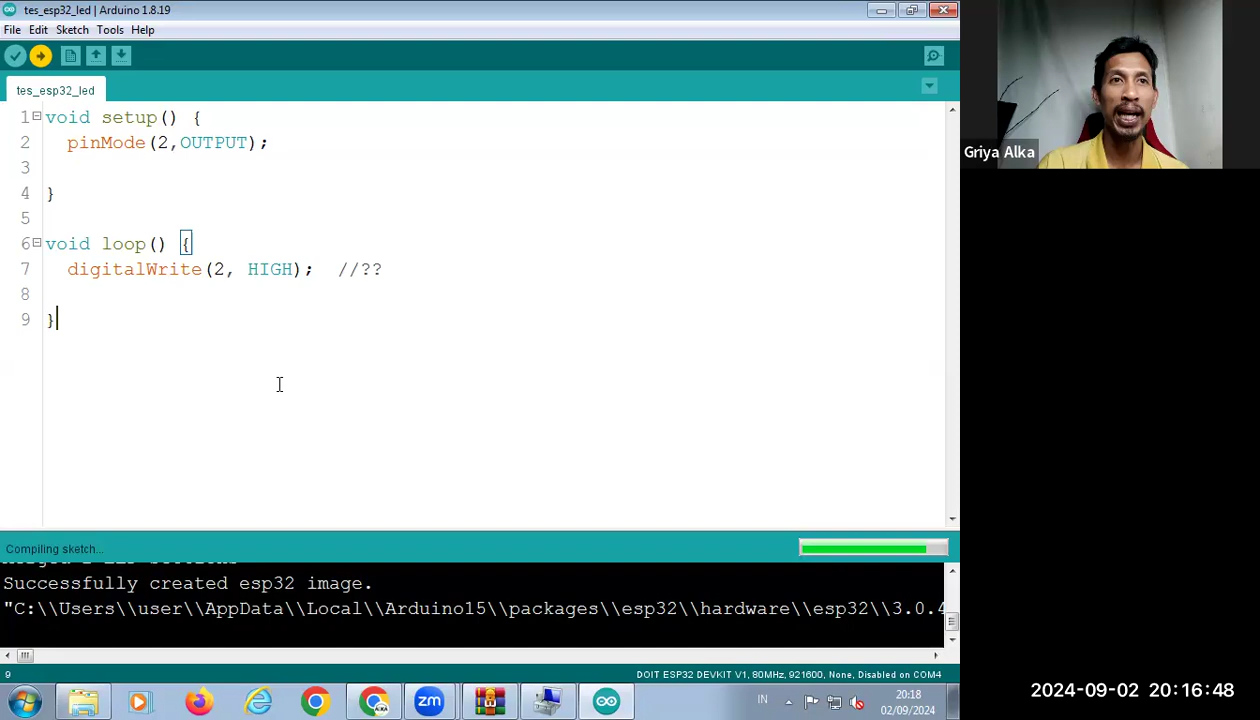 tes_esp32_led | Arduino 1.8.19
File Edit Sketch Tools Help
tes_esp32_led
1 void setup() {
2 pinMode(2,OUTPUT);
3
4 }
5
6 void loop() {
7 digitalWrite(2, HIGH); //??
8
9 }
Compiling sketch...
Successfully created esp32 image.
"C:\\Users\\user\\AppData\\Local\\Arduino15\\packages\\esp32\\hardware\\esp32\\3.0.4
9
DOIT ESP32 DEVKIT V1, 80MHz, 921600, None, Disabled on COM4
zm
ALKA
IN
20:18
02/09/2024
Griya Alka
2024-09-02 20:16:48